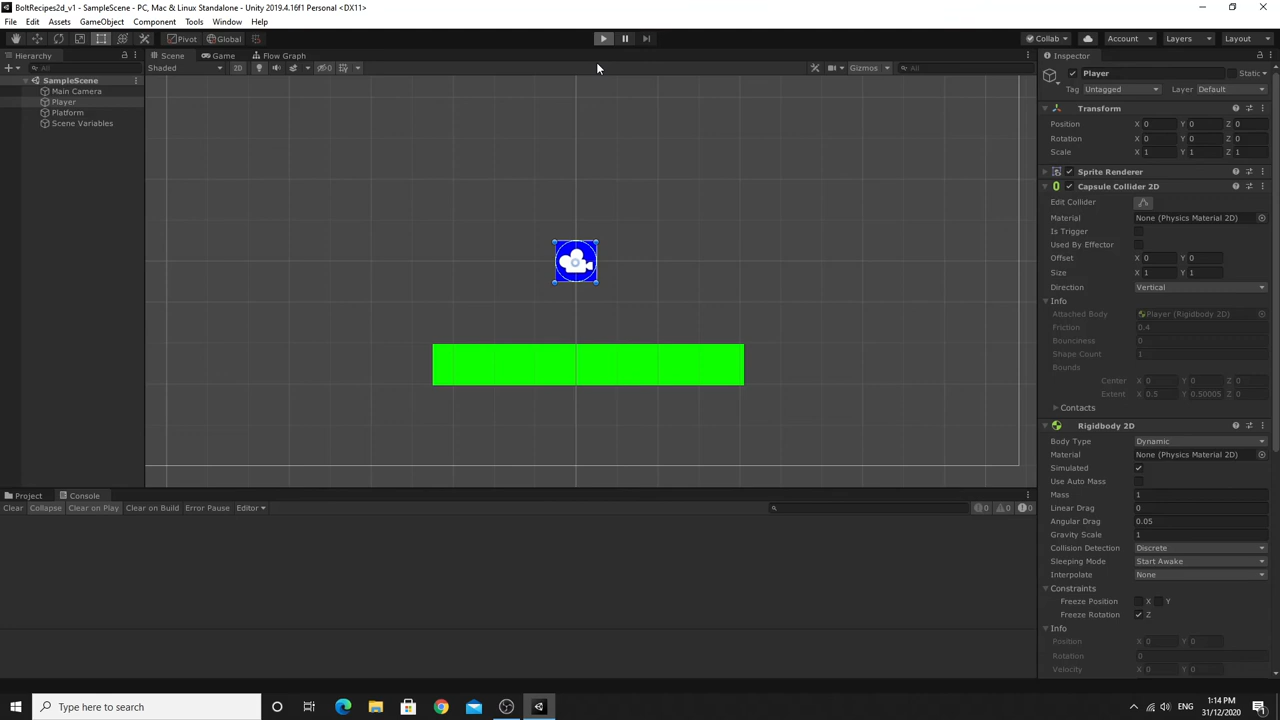 BoltRecipes2d_v1 - SampleScene - PC, Mac & Linux Standalone - Unity 2019.4.16f1 Personal <DX11>
File Edit Assets GameObject Component Tools Window Help
Pivot Global Collab Account Layers Layout
Hierarchy Scene Game Flow Graph Inspector
All Shaded 2D 0 Gizmos All
SampleScene
Main Camera
Player
Platform
Scene Variables
Player Static
Tag Untagged Layer Default
Transform
Position X 0 Y 0 Z 0
Rotation X 0 Y 0 Z 0
Scale X 1 Y 1 Z 1
Sprite Renderer
Capsule Collider 2D
Edit Collider
Material None (Physics Material 2D)
Is Trigger
Used By Effector
Offset X 0 Y 0
Size X 1 Y 1
Direction Vertical
Info
Attached Body Player (Rigidbody 2D)
Friction 0.4
Bounciness 0
Shape Count 1
Bounds
Center X 0 Y 0 Z 0
Extent X 0.5 Y 0.50005 Z 0
Contacts
Rigidbody 2D
Body Type Dynamic
Material None (Physics Material 2D)
Simulated
Use Auto Mass
Mass 1
Linear Drag 0
Angular Drag 0.05
Gravity Scale 1
Collision Detection Discrete
Sleeping Mode Start Awake
Interpolate None
Constraints
Freeze Position X Y
Freeze Rotation Z
Info
Position X 0 Y 0
Rotation 0
Velocity X 0 Y 0
Project Console
Clear Collapse Clear on Play Clear on Build Error Pause Editor 0 0 0
Type here to search
1:14 PM
31/12/2020
1